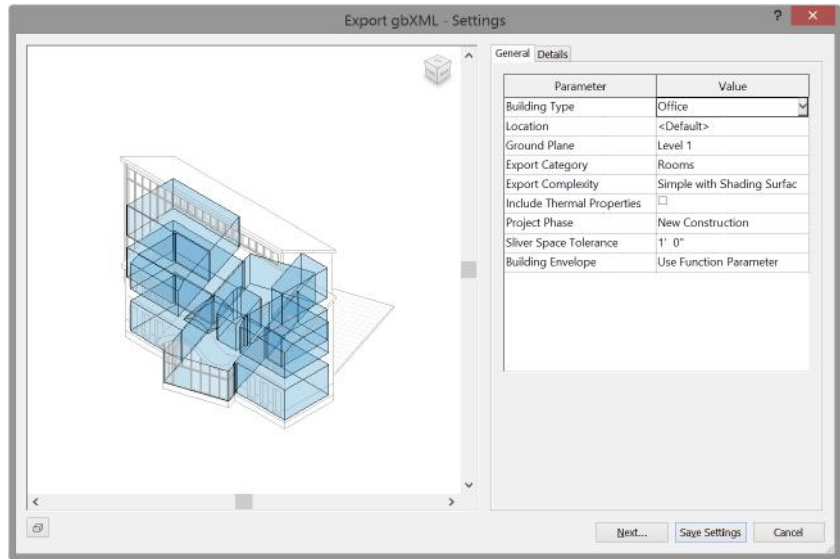 Export gbXML - Settings
?
General Details
Parameter Value
Building Type Office
Location <Default>
Ground Plane Level 1
Export Category Rooms
Export Complexity Simple with Shading Surfac
Include Thermal Properties
Project Phase New Construction
Sliver Space Tolerance 1' 0"
Building Envelope Use Function Parameter
Next... Save Settings Cancel